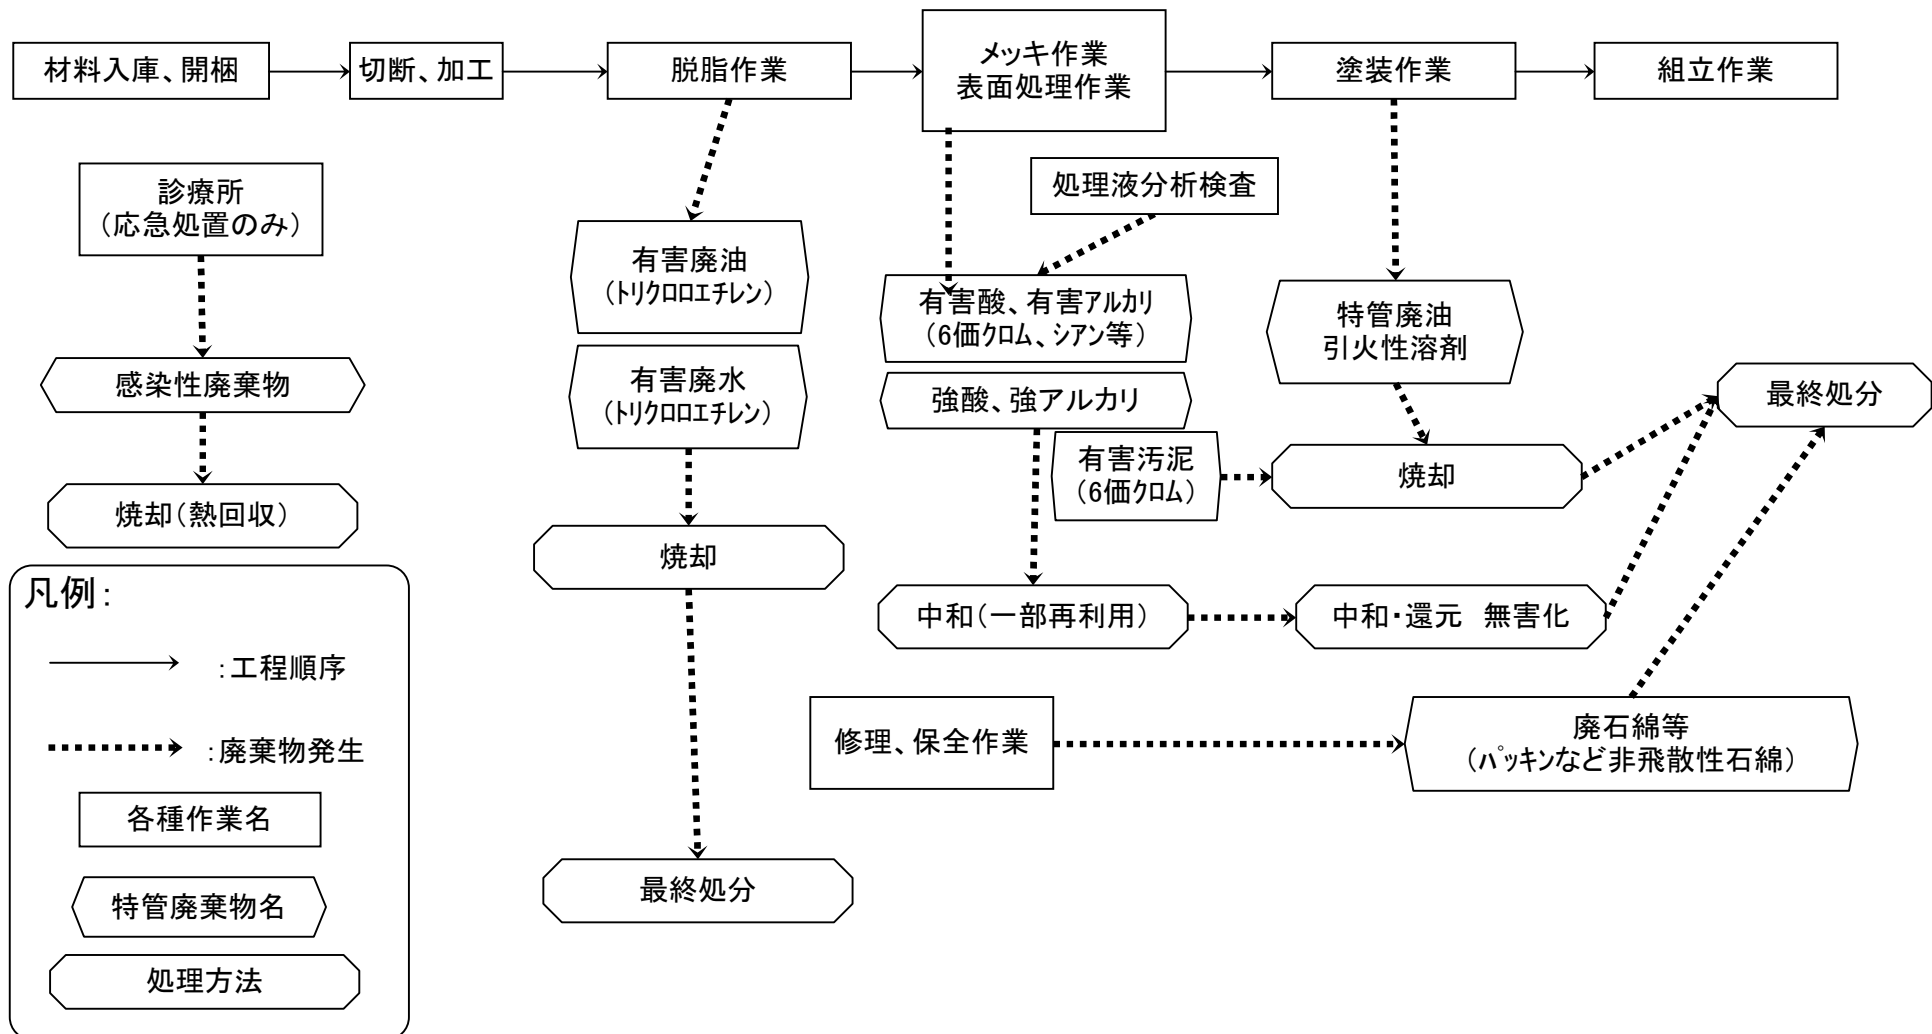 材料入庫、開梱
切断、加工
脱脂作業
メッキ作業
表面処理作業
塗装作業
組立作業
診療所
（応急処置のみ）
処理液分析検査
有害廃油
（ﾄﾘｸﾛﾛｴﾁﾚﾝ）
有害酸、有害ｱﾙｶﾘ
（6価ｸﾛﾑ、ｼｱﾝ等）
特管廃油
引火性溶剤
感染性廃棄物
有害廃水
（ﾄﾘｸﾛﾛｴﾁﾚﾝ）
強酸、強アルカリ
最終処分
有害汚泥
（6価ｸﾛﾑ）
焼却
焼却（熱回収）
焼却
中和（一部再利用）
中和・還元　無害化
修理、保全作業
廃石綿等
（ﾊﾟｯｷﾝなど非飛散性石綿）
最終処分
凡例：
：工程順序
：廃棄物発生
各種作業名
特管廃棄物名
処理方法